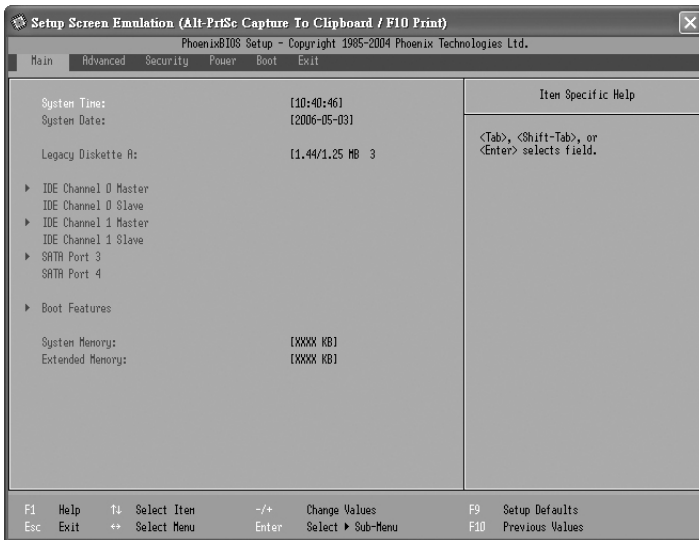 Setup Screen Emulation (Alt-PrtSc Capture To Clipboard / F10 Print)
PhoenixBIOS Setup - Copyright 1985-2004 Phoenix Technologies Ltd.
Main Advanced Security Power Boot Exit
System Time: [10:40:46]
System Date: [2006-05-03]
Legacy Diskette A: [1.44/1.25 MB 3
IDE Channel 0 Master
IDE Channel 0 Slave
IDE Channel 1 Master
IDE Channel 1 Slave
SATA Port 3
SATA Port 4
Boot Features
System Memory: [XXXX KB]
Extended Memory: [XXXX KB]
Item Specific Help
<Tab>, <Shift-Tab>, or
<Enter> selects field.
F1 Help ↑↓ Select Item -/+ Change Values F9 Setup Defaults
Esc Exit ↔ Select Menu Enter Select ▶ Sub-Menu F10 Previous Values